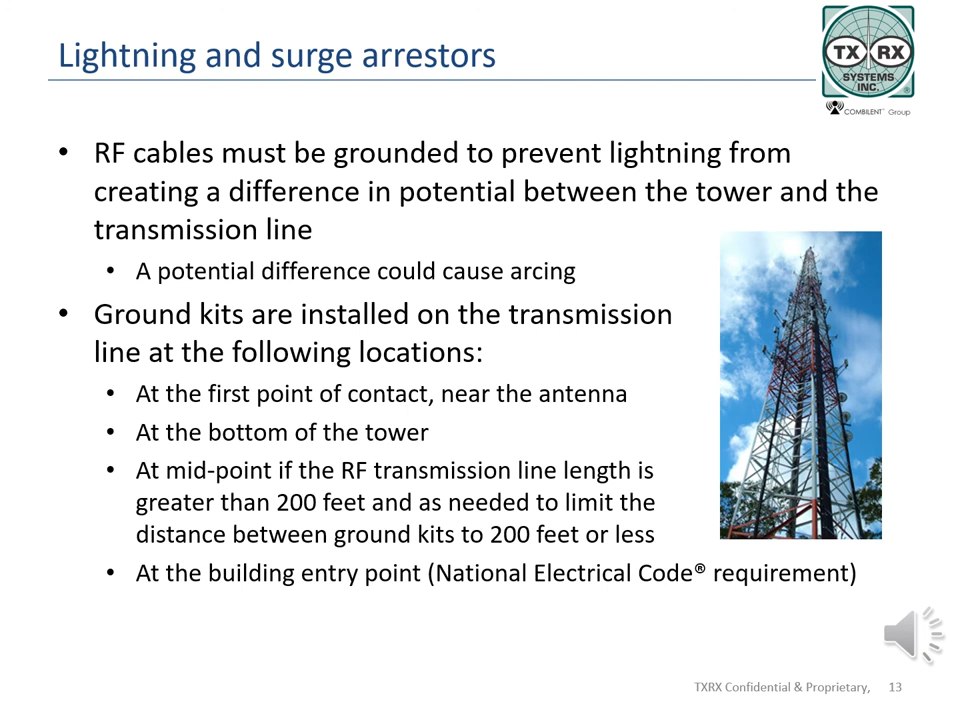 Lightning and surge arrestors
TX RX
SYSTEMS
INC.
®
COMBILENT™ Group
• RF cables must be grounded to prevent lightning from
creating a difference in potential between the tower and the
transmission line
• A potential difference could cause arcing
• Ground kits are installed on the transmission
line at the following locations:
• At the first point of contact, near the antenna
• At the bottom of the tower
• At mid-point if the RF transmission line length is
greater than 200 feet and as needed to limit the
distance between ground kits to 200 feet or less
• At the building entry point (National Electrical Code® requirement)
TXRX Confidential & Proprietary, 13